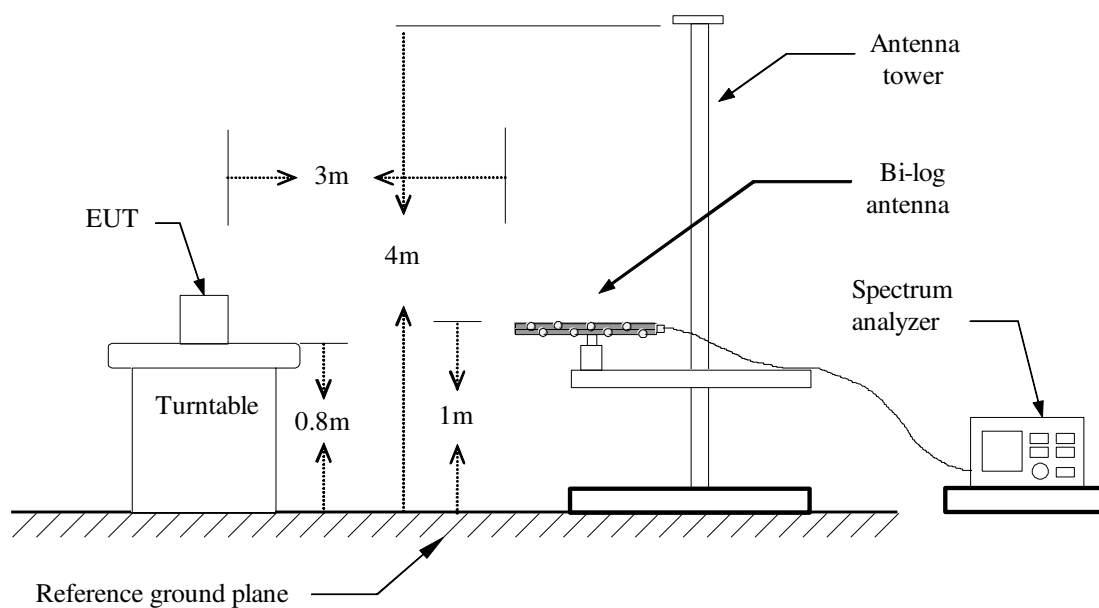 Antenna
tower
3m
Bi-log
antenna
EUT
4m
Spectrum
analyzer
Turntable
0.8m
1m
Reference ground plane